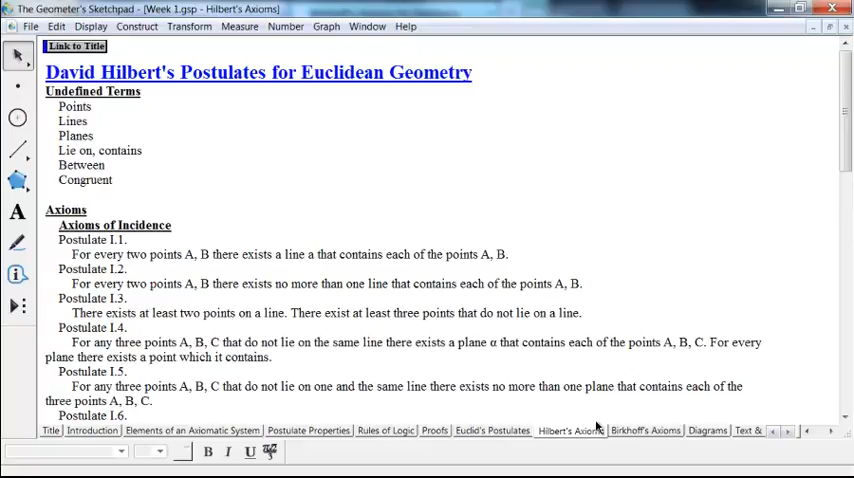 The Geometer's Sketchpad - [Week 1.gsp - Hilbert's Axioms]
File Edit Display Construct Transform Measure Number Graph Window Help
Link to Title
David Hilbert's Postulates for Euclidean Geometry
Undefined Terms
Points
Lines
Planes
Lie on, contains
Between
Congruent
Axioms
Axioms of Incidence
Postulate I.1.
For every two points A, B there exists a line a that contains each of the points A, B.
Postulate I.2.
For every two points A, B there exists no more than one line that contains each of the points A, B.
Postulate I.3.
There exists at least two points on a line. There exist at least three points that do not lie on a line.
Postulate I.4.
For any three points A, B, C that do not lie on the same line there exists a plane α that contains each of the points A, B, C. For every
plane there exists a point which it contains.
Postulate I.5.
For any three points A, B, C that do not lie on one and the same line there exists no more than one plane that contains each of the
three points A, B, C.
Postulate I.6.
Title Introduction Elements of an Axiomatic System Postulate Properties Rules of Logic Proofs Euclid's Postulates Hilbert's Axioms Birkhoff's Axioms Diagrams Text &
B I U